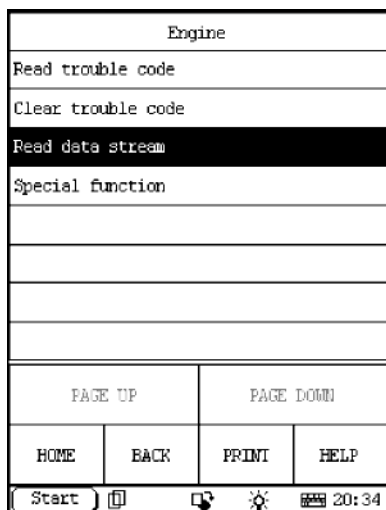 Engine
Read trouble code
Clear trouble code
Read data stream
Special function
PAGE UP PAGE DOWN
HOME BACK PRINT HELP
Start 20:34